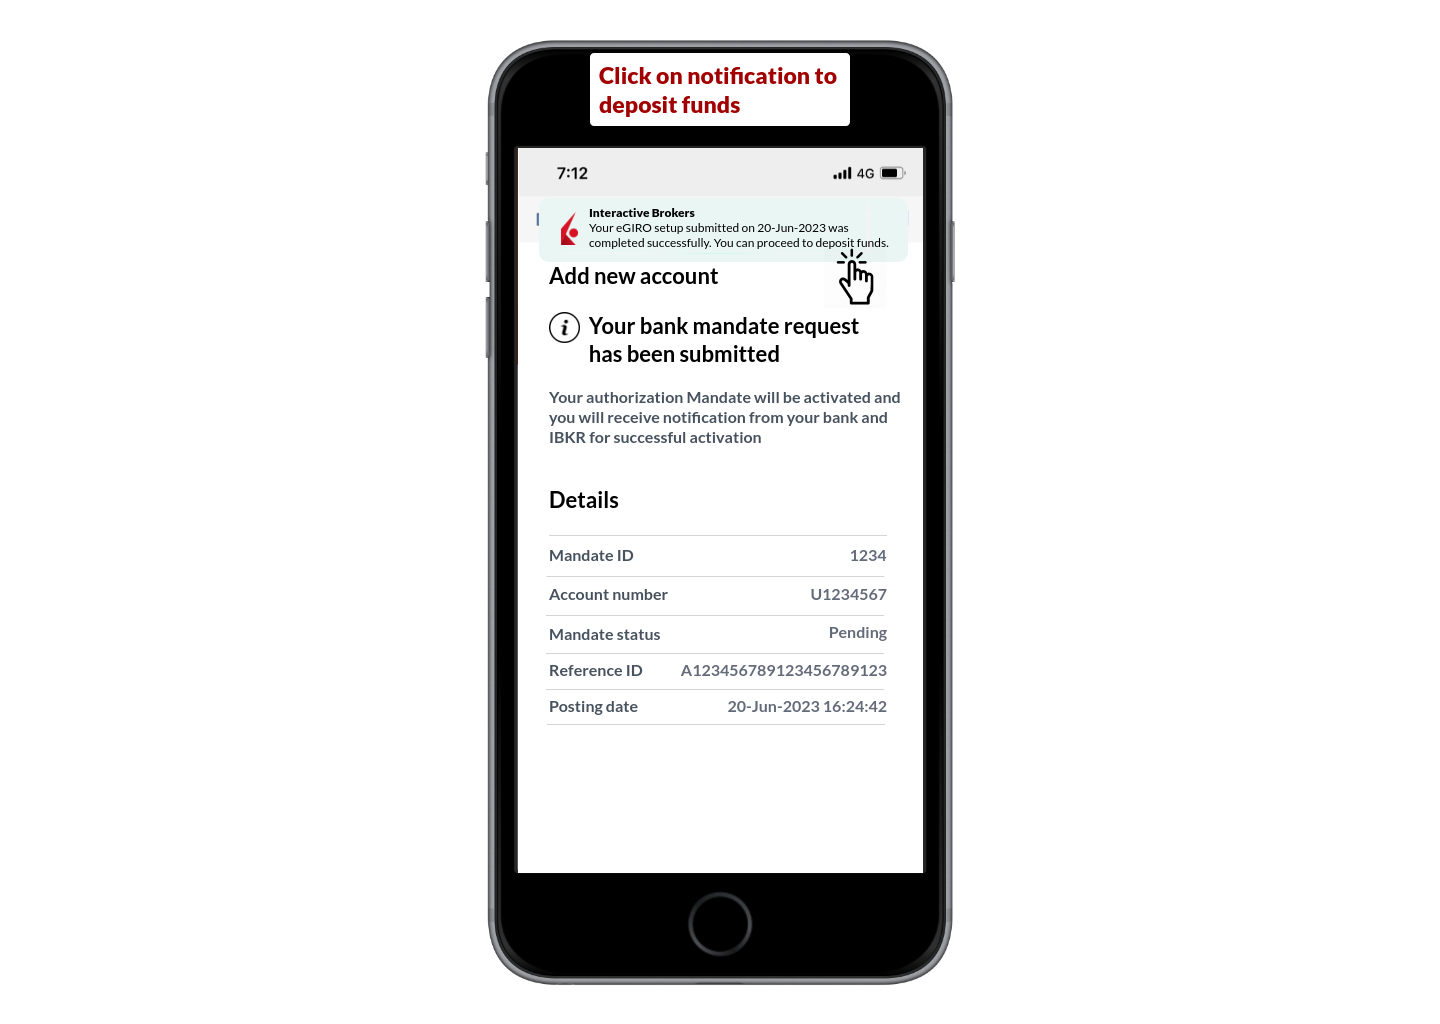 Click on notification to
deposit funds
7:12
4G
Interactive Brokers
Your eGIRO setup submitted on 20-Jun-2023 was
completed successfully. You can proceed to deposit funds.
Add new account
i
Your bank mandate request
has been submitted
Your authorization Mandate will be activated and
you will receive notification from your bank and
IBKR for successful activation
Details
Mandate ID 1234
Account number U1234567
Mandate status Pending
Reference ID A123456789123456789123
Posting date 20-Jun-2023 16:24:42